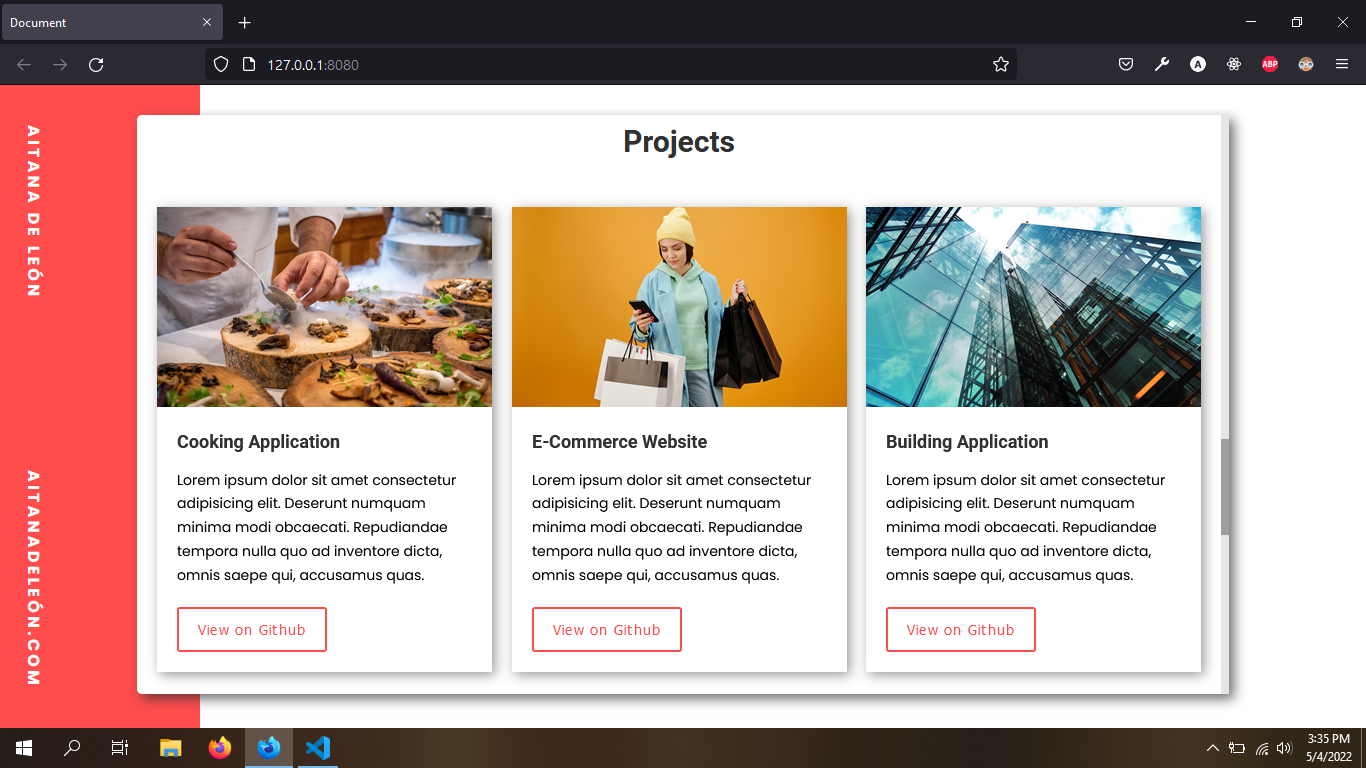 Document
127.0.0.1:8080
A
ABP
AITANA DE LEÓN
AITANADELEÓN.COM
Projects
Cooking Application
Lorem ipsum dolor sit amet consectetur
adipisicing elit. Deserunt numquam
minima modi obcaecati. Repudiandae
tempora nulla quo ad inventore dicta,
omnis saepe qui, accusamus quas.
View on Github
E-Commerce Website
Lorem ipsum dolor sit amet consectetur
adipisicing elit. Deserunt numquam
minima modi obcaecati. Repudiandae
tempora nulla quo ad inventore dicta,
omnis saepe qui, accusamus quas.
View on Github
Building Application
Lorem ipsum dolor sit amet consectetur
adipisicing elit. Deserunt numquam
minima modi obcaecati. Repudiandae
tempora nulla quo ad inventore dicta,
omnis saepe qui, accusamus quas.
View on Github
3:35 PM
5/4/2022